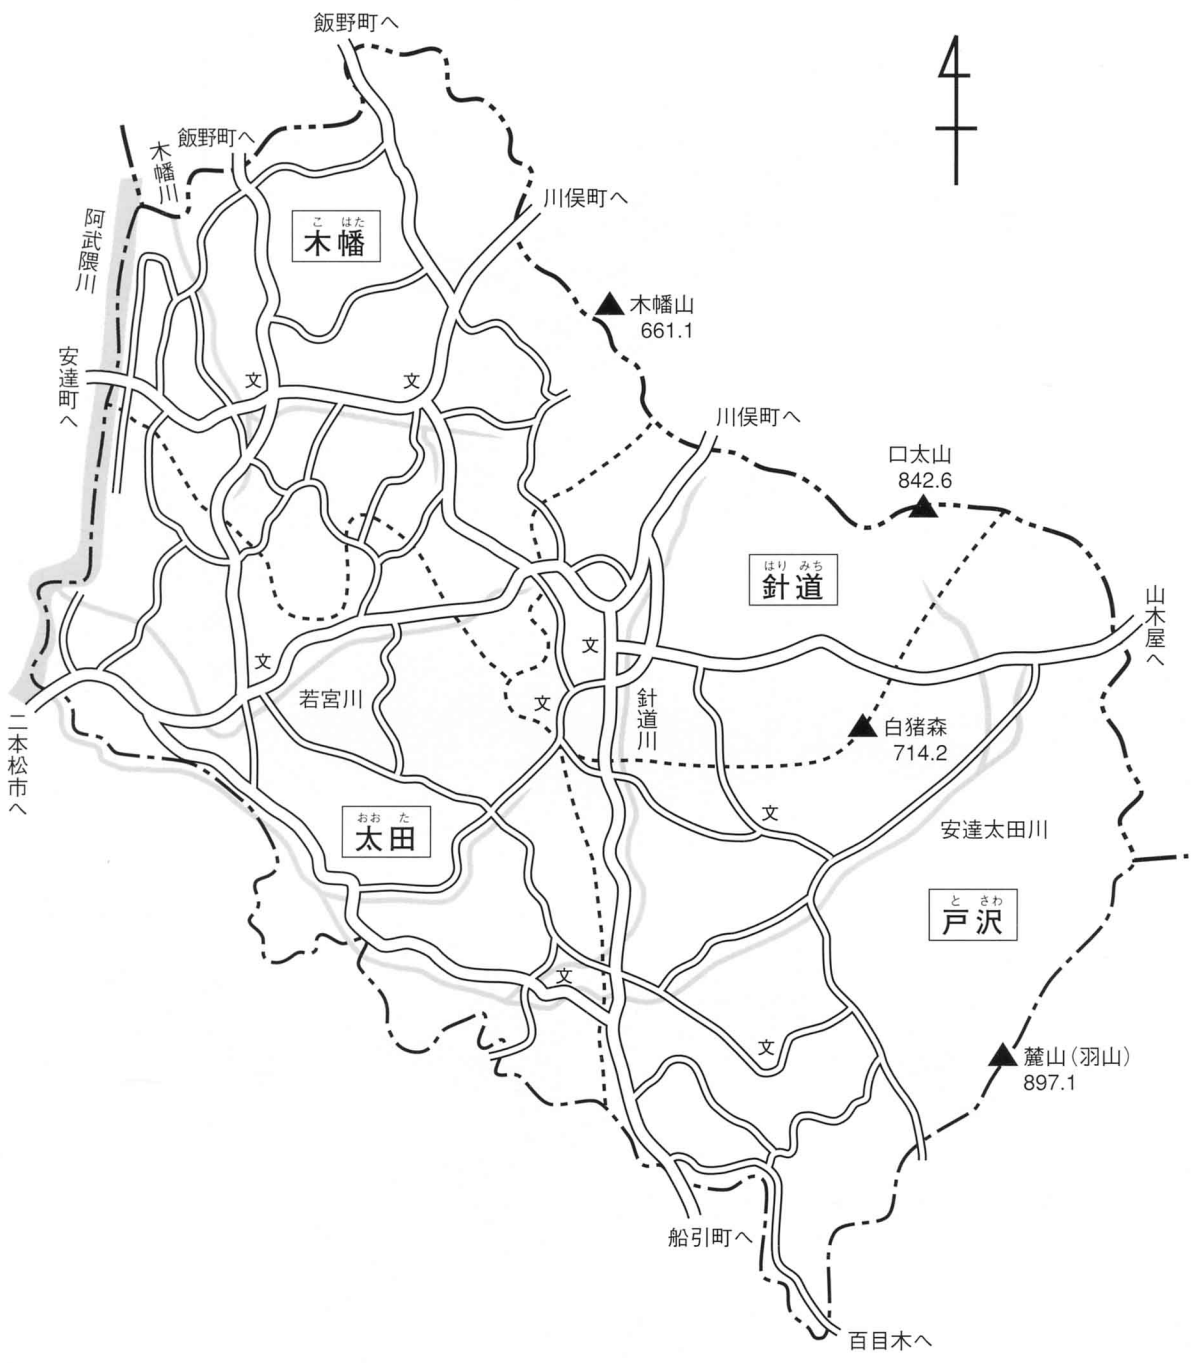 飯野町へ
飯野町へ
木幡川
阿武隈川
川俣町へ
こ はた
木幡
木幡山
661.1
安達町へ
文
文
川俣町へ
口太山
842.6
はり みち
針道
山木屋へ
文
文
若宮川
文
針道川
白猪森
714.2
二本松市へ
おお た
太田
文
安達太田川
と さわ
戸沢
文
文
麓山(羽山)
897.1
船引町へ
百目木へ